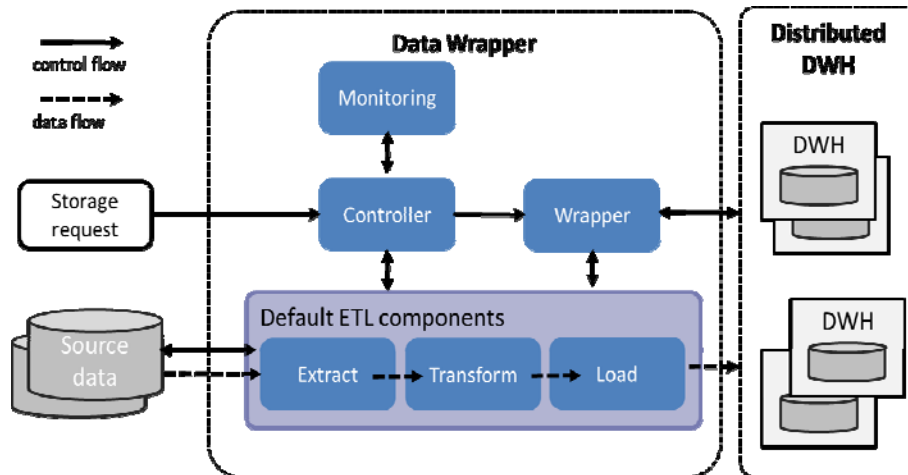 control flow
data flow
Data Wrapper
Distributed
DWH
Monitoring
DWH
Storage
request
Controller
Wrapper
Default ETL components
Source
data
Extract
Transform
Load
DWH